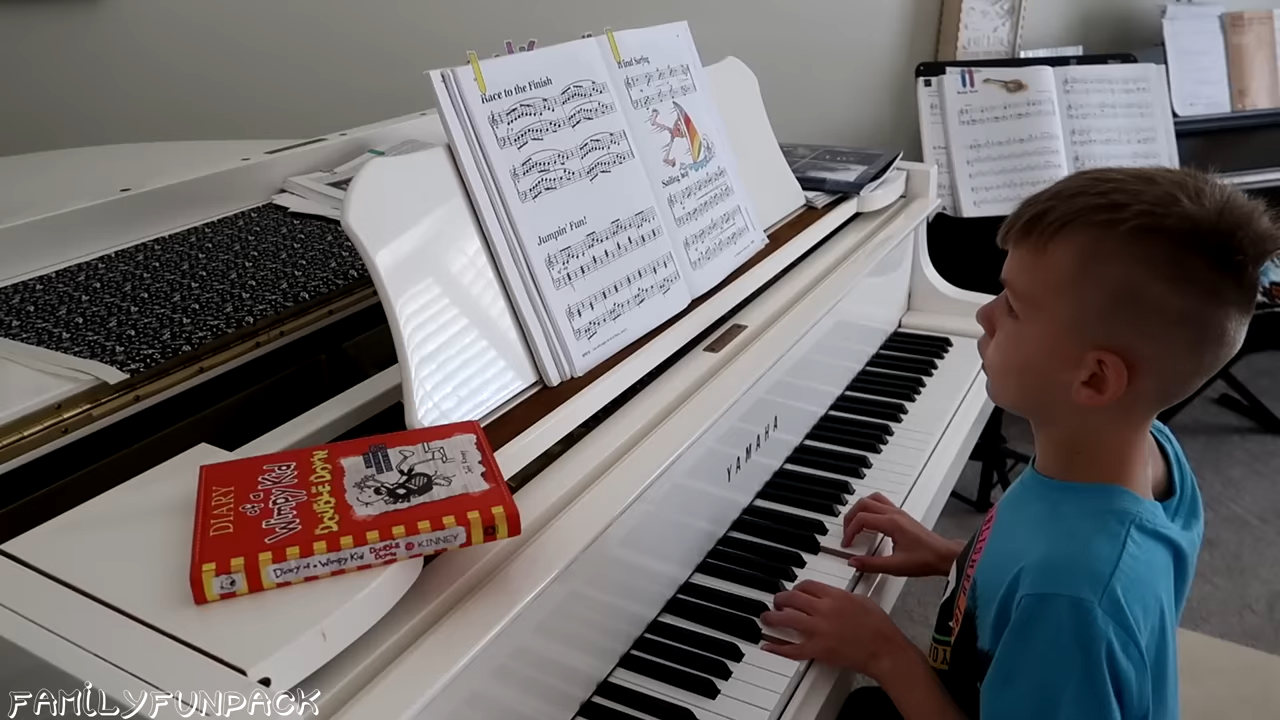 Race to the Finish
Jumpin' Fun!
Wind Surfing
Sailing
YAMAHA
DIARY
of a
Wimpy Kid
DOUBLE DOWN
Diary of a Wimpy Kid DOUBLE DOWN KINNEY
FAMiLYFUNPACK